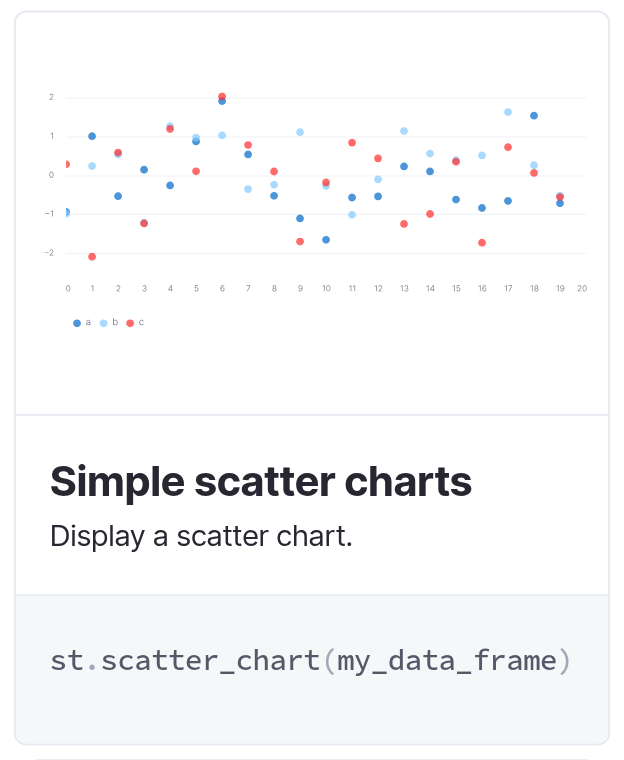 2
1
0
−1
−2
0 1 2 3 4 5 6 7 8 9 10 11 12 13 14 15 16 17 18 19 20
a b c
Simple scatter charts
Display a scatter chart.
st.scatter_chart(my_data_frame)